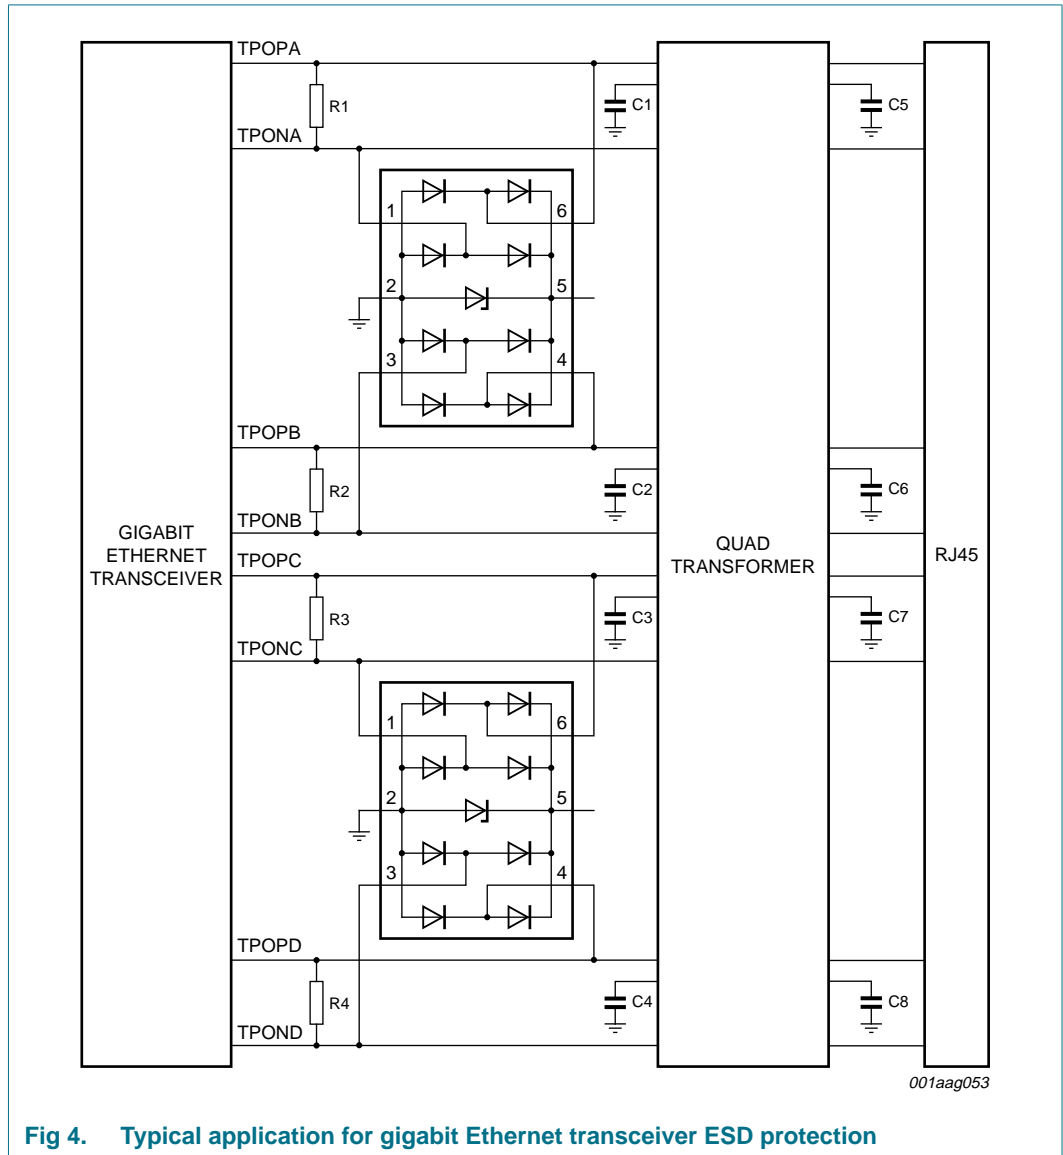 TPOPA
R1
C1
C5
TPONA
1
6
2
5
3
4
TPOPB
R2
C2
C6
TPONB
GIGABIT
ETHERNET
TRANSCEIVER
QUAD
TRANSFORMER
RJ45
TPOPC
R3
C3
C7
TPONC
1
6
2
5
3
4
TPOPD
R4
C4
C8
TPOND
001aag053
Fig 4. Typical application for gigabit Ethernet transceiver ESD protection